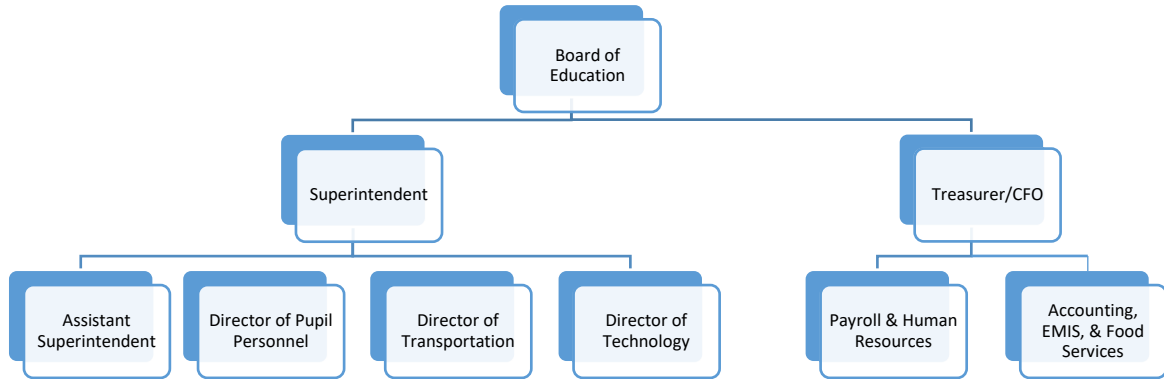 Board of
Education
Superintendent
Treasurer/CFO
Assistant
Superintendent
Director of Pupil
Personnel
Director of
Transportation
Director of
Technology
Payroll & Human
Resources
Accounting,
EMIS, & Food
Services